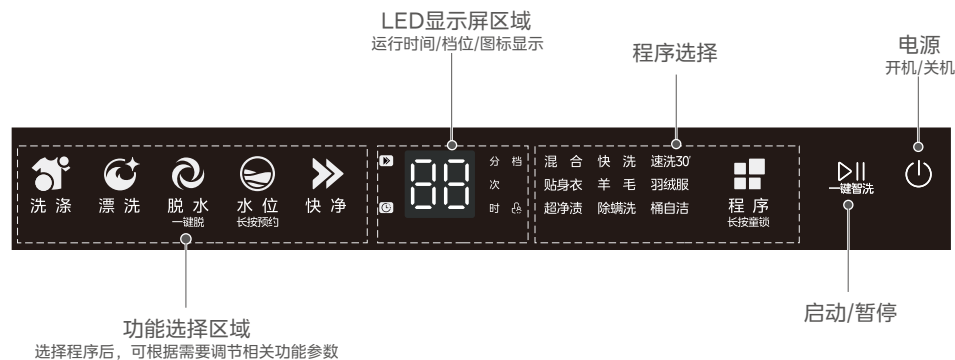 LED显示屏区域
运行时间/档位/图标显示
程序选择
电源
开机/关机
分 档
混合 快洗 速洗30'
次
贴身衣 羊毛 羽绒服
一键智洗
洗涤 漂洗 脱水 水位 快净
88
时
超净渍 除螨洗 桶自洁
程序
一键脱
长按预约
长按童锁
启动/暂停
功能选择区域
选择程序后，可根据需要调节相关功能参数